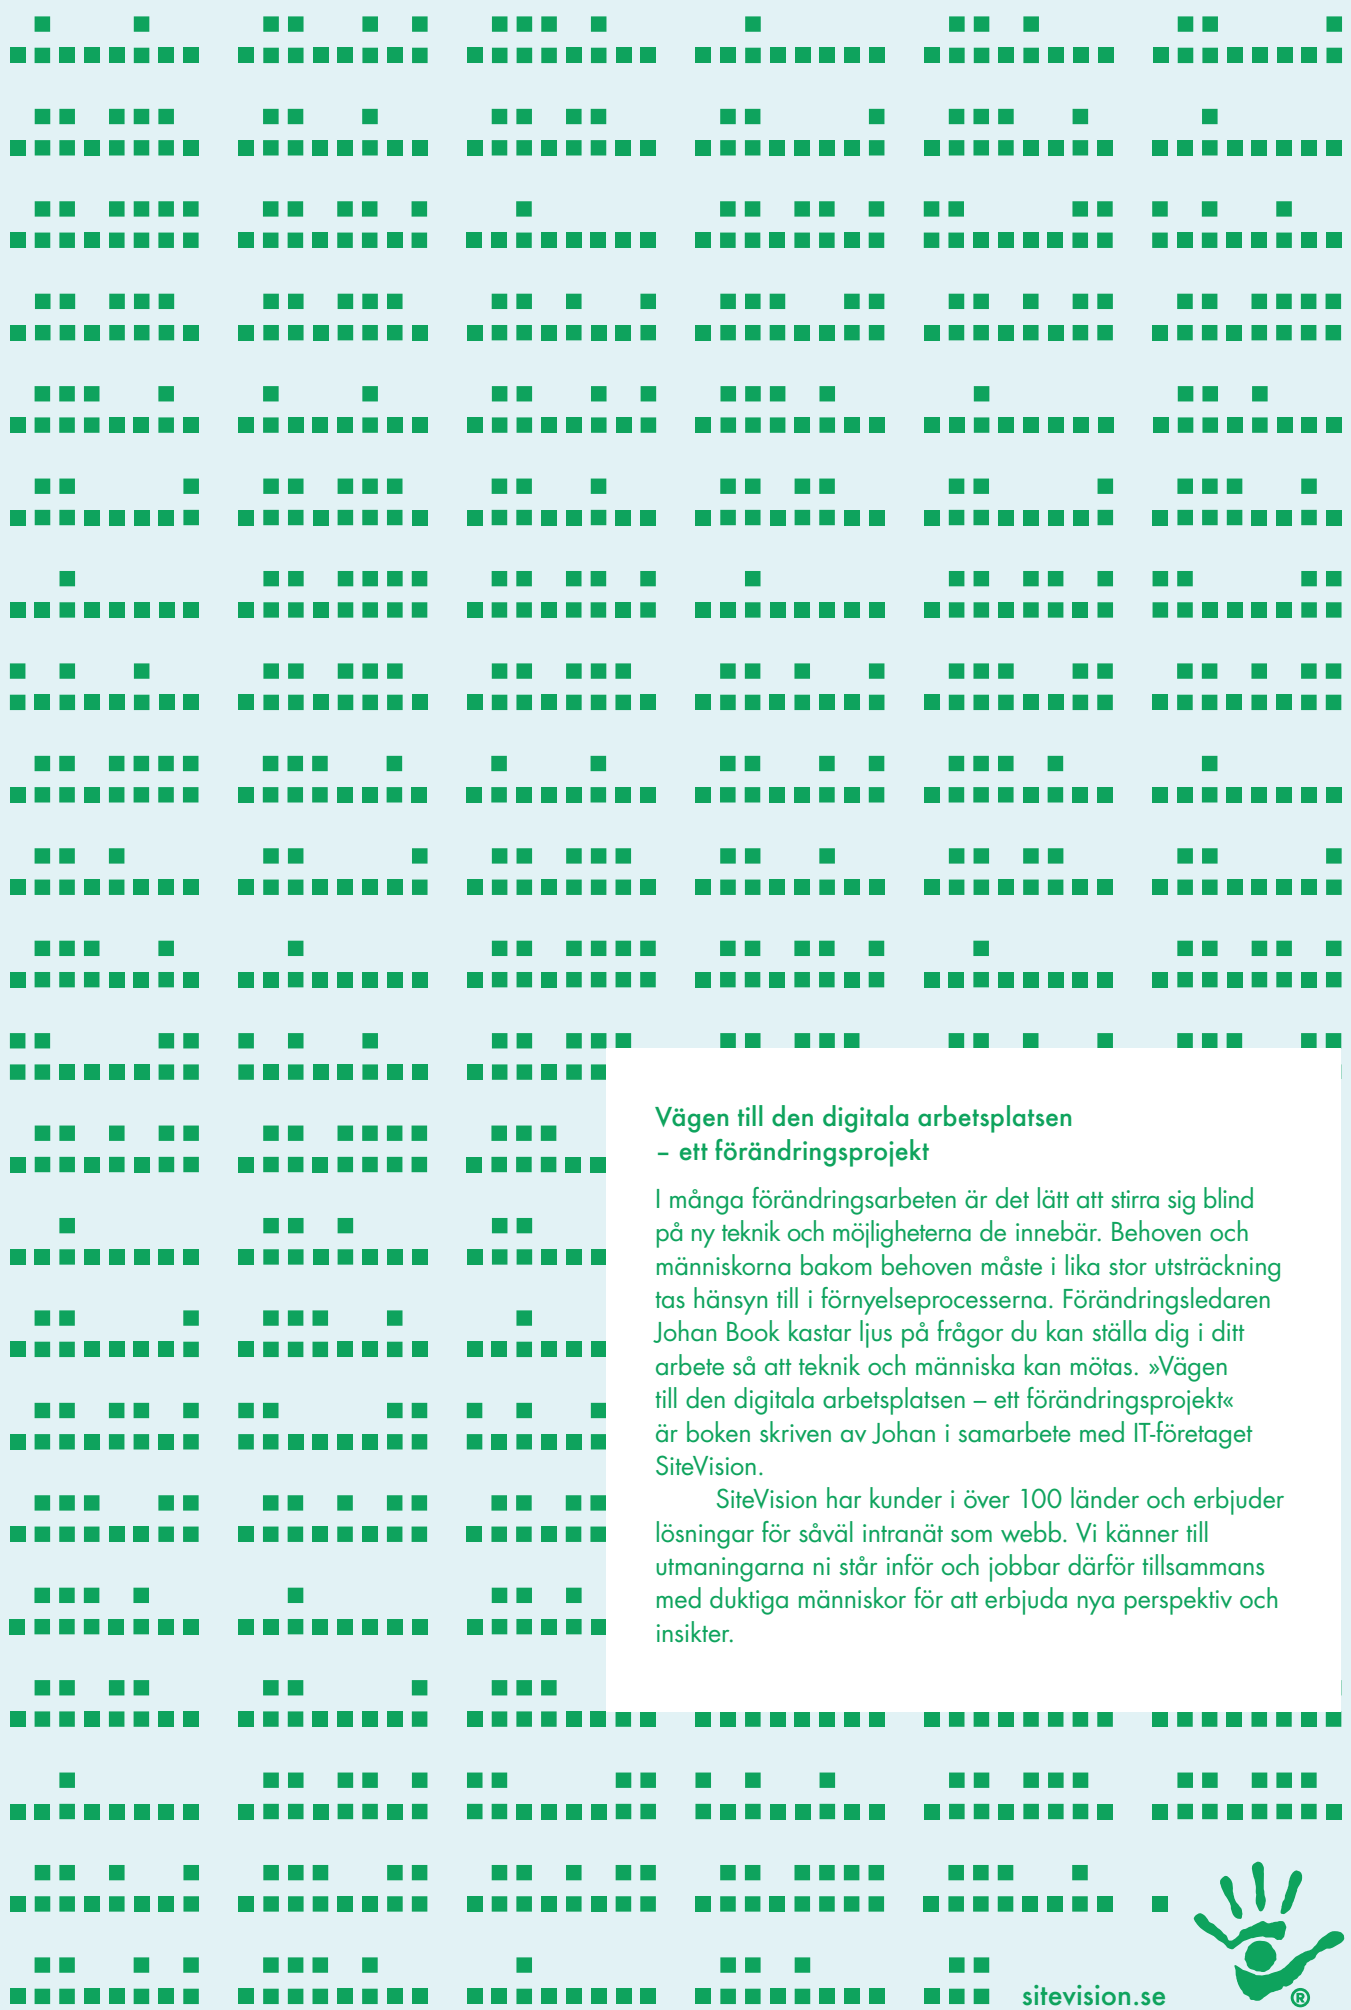 Vägen till den digitala arbetsplatsen
– ett förändringsprojekt
I många förändringsarbeten är det lätt att stirra sig blind
på ny teknik och möjligheterna de innebär. Behoven och
människorna bakom behoven måste i lika stor utsträckning
tas hänsyn till i förnyelseprocesserna. Förändringsledaren
Johan Book kastar ljus på frågor du kan ställa dig i ditt
arbete så att teknik och människa kan mötas. »Vägen
till den digitala arbetsplatsen – ett förändringsprojekt«
är boken skriven av Johan i samarbete med IT-företaget
SiteVision.
SiteVision har kunder i över 100 länder och erbjuder
lösningar för såväl intranät som webb. Vi känner till
utmaningarna ni står inför och jobbar därför tillsammans
med duktiga människor för att erbjuda nya perspektiv och
insikter.
sitevision.se
®